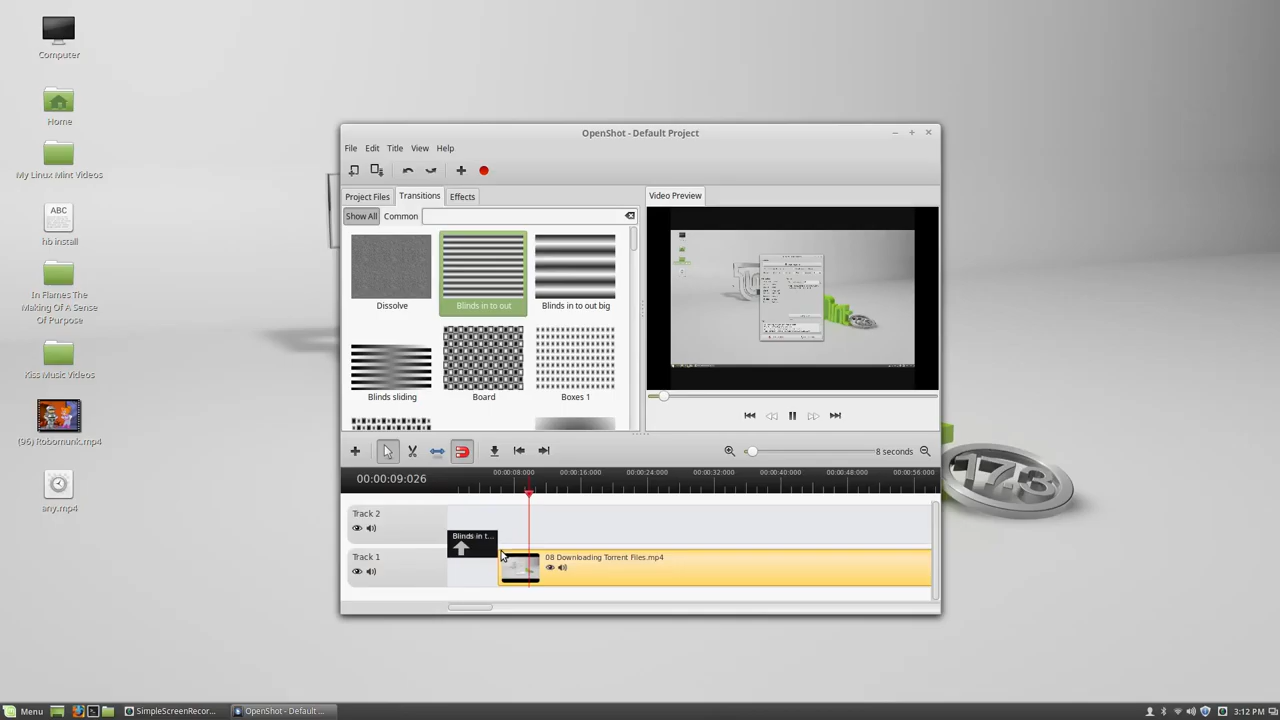 Computer
Home
My Linux Mint Videos
ABC
hb install
In Flames The
Making Of A Sense
Of Purpose
Kiss Music Videos
(96) Robomunk.mp4
any.mp4
OpenShot - Default Project
File Edit Title View Help
Project Files Transitions Effects
Show All Common
Dissolve
Blinds in to out
Blinds in to out big
Blinds sliding
Board
Boxes 1
Video Preview
8 seconds
00:00:09:026
00:00:08:000 00:00:16:000 00:00:24:000 00:00:32:000 00:00:40:000 00:00:48:000 00:00:56:000
Track 2
Blinds in t...
Track 1
08 Downloading Torrent Files.mp4
17.3
Menu
SimpleScreenRecor...
OpenShot - Default ...
3:12 PM